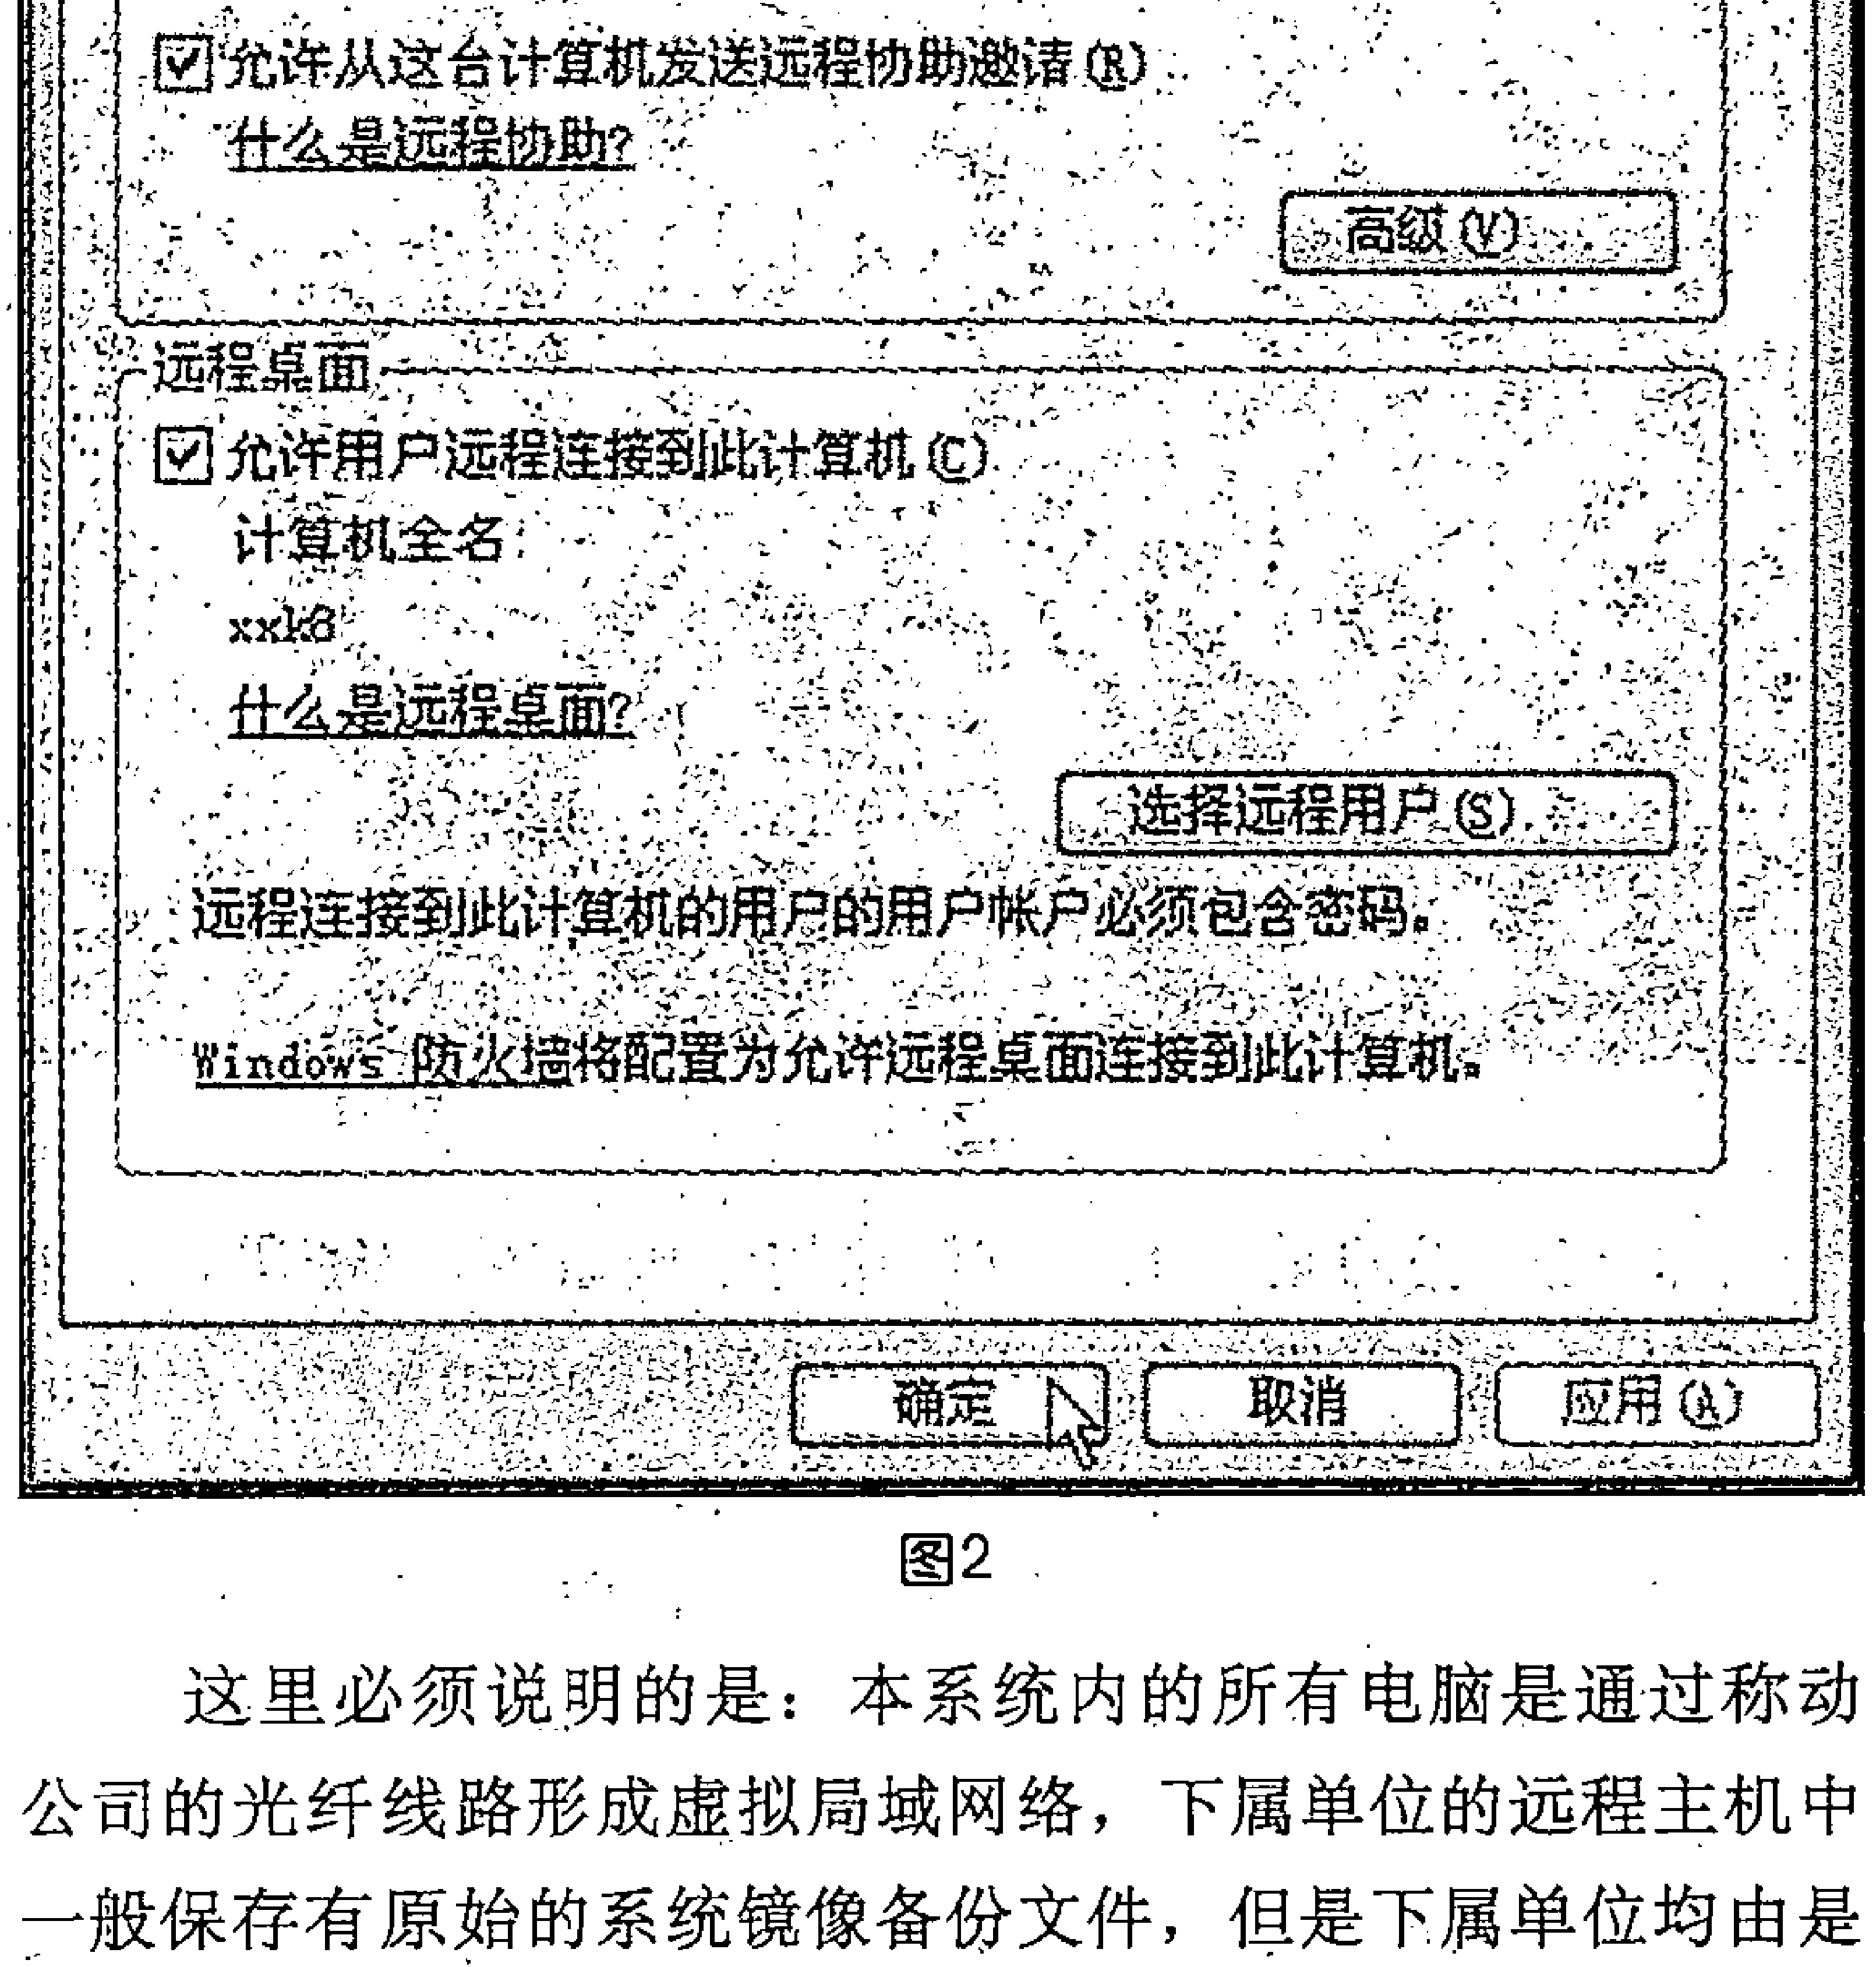 允许从这台计算机发送远程协助邀请(R)
什么是远程协助?
高级(V)
远程桌面
允许用户远程连接到此计算机(C)
计算机全名:
xxk8
什么是远程桌面?
选择远程用户(S)
远程连接到此计算机的用户的用户帐户必须包含密码。
Windows 防火墙将配置为允许远程桌面连接到此计算机。
确定 取消 应用(A)
图2
这里必须说明的是：本系统内的所有电脑是通过称动
公司的光纤线路形成虚拟局域网络，下属单位的远程主机中
一般保存有原始的系统镜像备份文件，但是下属单位均由是